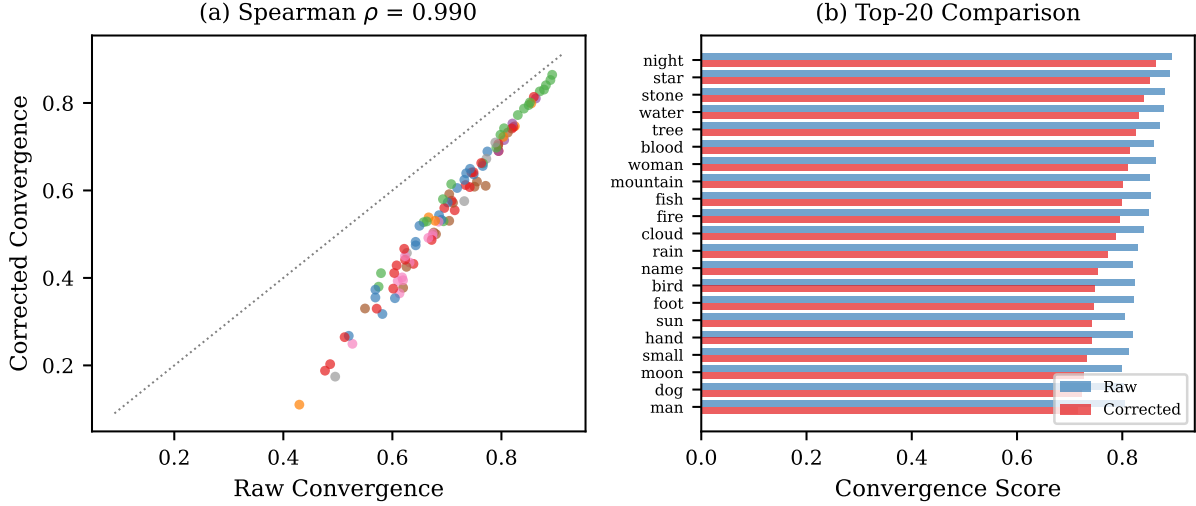 (a) Spearman ρ = 0.990
Corrected Convergence
0.8
0.6
0.4
0.2
0.2
0.4
0.6
0.8
Raw Convergence
(b) Top-20 Comparison
night
star
stone
water
tree
blood
woman
mountain
fish
fire
cloud
rain
name
bird
foot
sun
hand
small
moon
dog
man
Raw
Corrected
0.0
0.2
0.4
0.6
0.8
Convergence Score